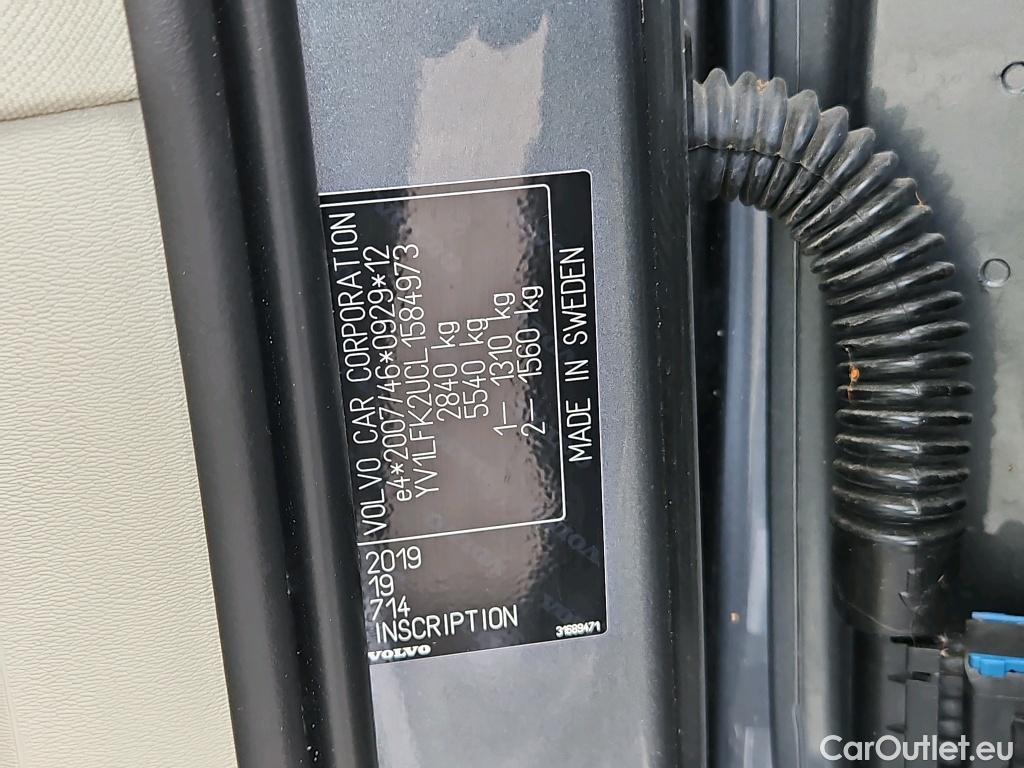 VOLVO CAR CORPORATION
e4*2007/46*0929*12
YV1LFK2UCL1584973
2840 kg
5540 kg
1– 1310 kg
2– 1560 kg
MADE IN SWEDEN
2019
19
714
INSCRIPTION
VOLVO
31689471
CarOutlet.eu